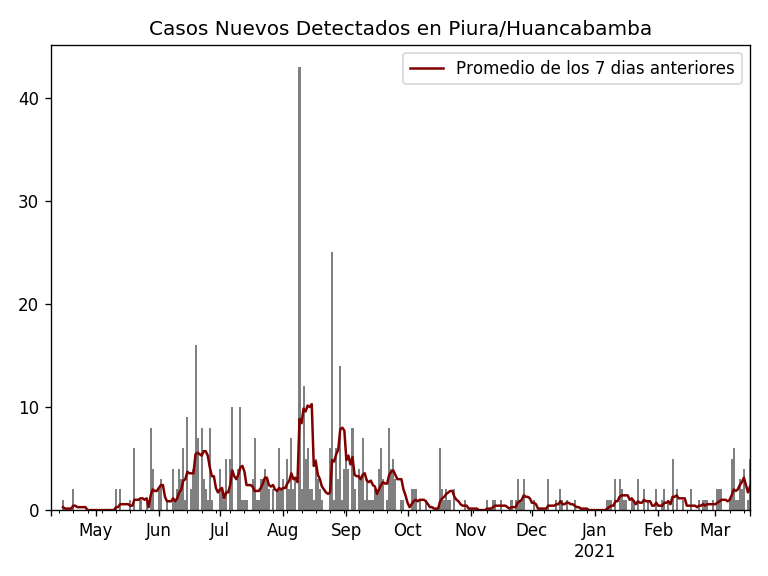 Casos Nuevos Detectados en Piura/Huancabamba
Promedio de los 7 dias anteriores
40
30
20
10
0
May Jun Jul Aug Sep Oct Nov Dec Jan Feb Mar
2021